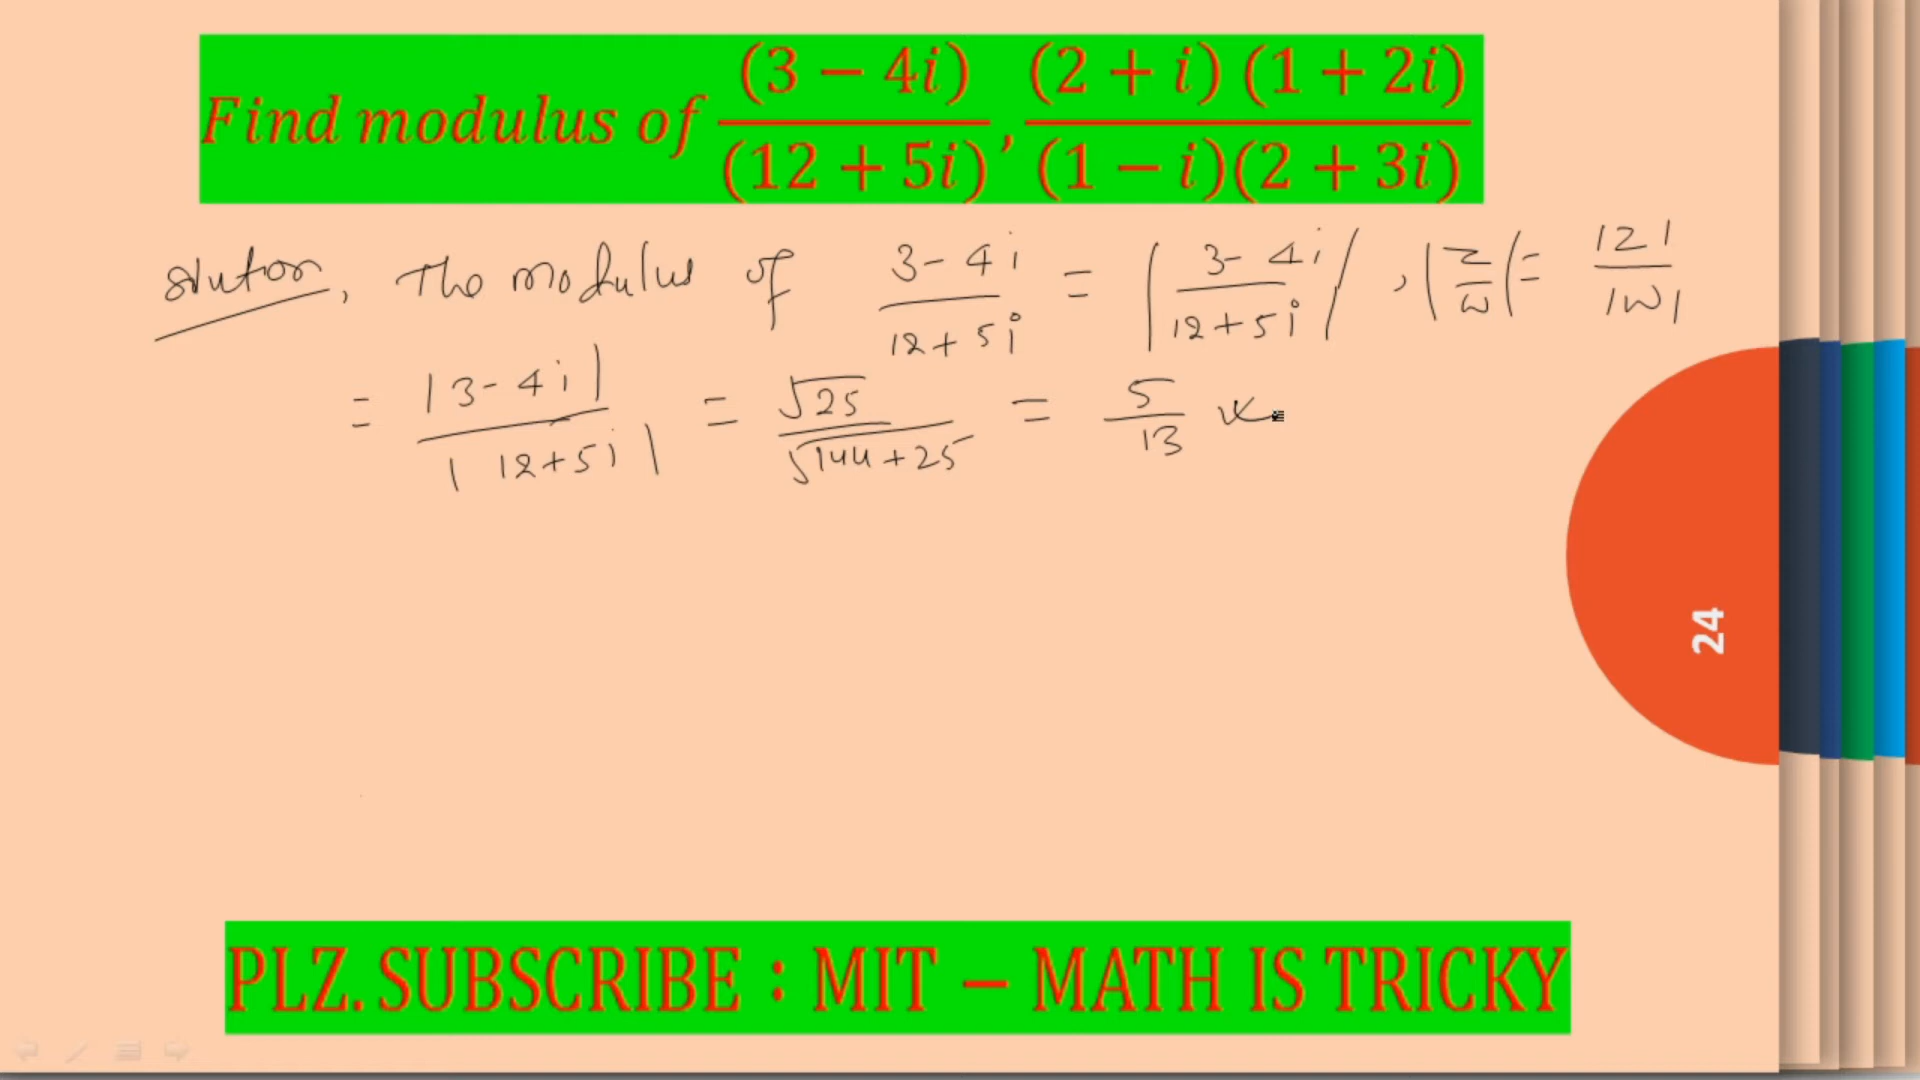 Find modulus of (3 − 4i)/(12 + 5i), (2 + i) (1 + 2i)/(1 − i)(2 + 3i)
solution, The modulus of 3 - 4i/12 + 5i = |3 - 4i/12 + 5i|, |z/w| = |z|/|w|
= |3 - 4i|/|12 + 5i| = √25/√144 + 25 = 5/13
24
PLZ. SUBSCRIBE : MIT – MATH IS TRICKY